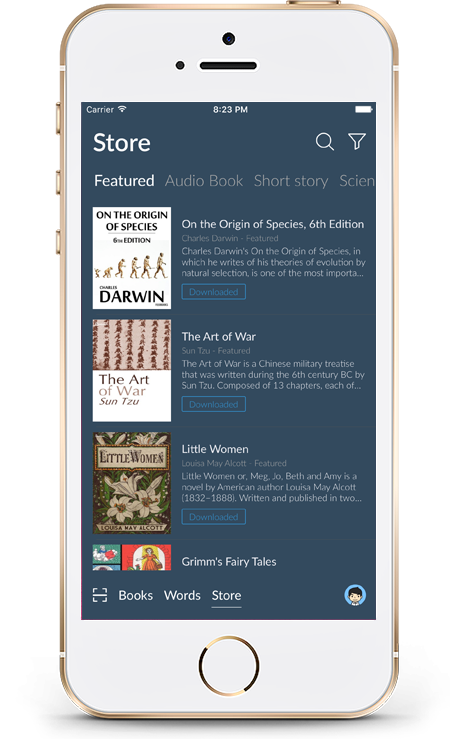 Carrier
8:23 PM
Store
Featured Audio Book Short story Scien
ON THE ORIGIN
OF SPECIES
6TH EDITION
CHARLES
DARWIN
On the Origin of Species, 6th Edition
Charles Darwin - Featured
Charles Darwin's On the Origin of Species, in
which he writes of his theories of evolution by
natural selection, is one of the most importa...
Downloaded
The Art
of War
Sun Tzu
The Art of War
Sun Tzu - Featured
The Art of War is a Chinese military treatise
that was written during the 6th century BC by
Sun Tzu. Composed of 13 chapters, each of...
Downloaded
LITTLE WOMEN
LOUISA MAY ALCOTT
Little Women
Louisa May Alcott - Featured
Little Women or, Meg, Jo, Beth and Amy is a
novel by American author Louisa May Alcott
(1832–1888). Written and published in two...
Downloaded
Grimm's Fairy Tales
Books Words Store